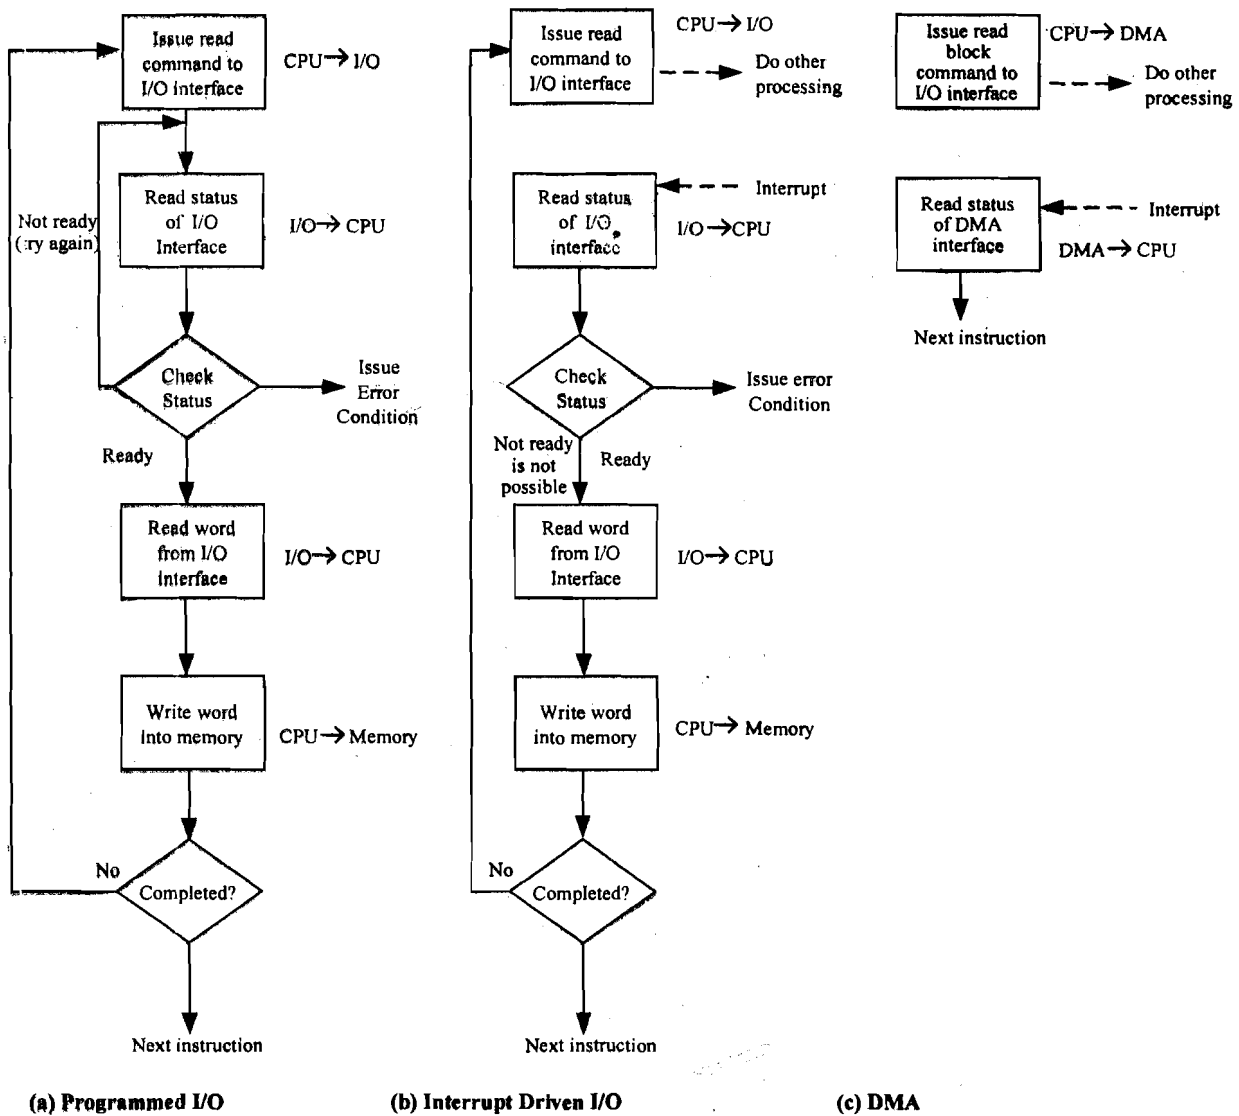 Issue read
command to
I/O interface
CPU→I/O
Not ready
(:ry again)
Read status
of I/O
Interface
I/O→CPU
Check
Status
Issue
Error
Condition
Ready
Read word
from I/O
Interface
I/O→CPU
Write word
into memory
CPU→Memory
No
Completed?
Next instruction
(a) Programmed I/O
Issue read
command to
I/O interface
CPU→I/O
Do other
processing
Read status
of I/O
interface
Interrupt
I/O→CPU
Check
Status
Issue error
Condition
Not ready
is not
possible
Ready
Read word
from I/O
Interface
I/O→CPU
Write word
into memory
CPU→Memory
No
Completed?
Next instruction
(b) Interrupt Driven I/O
Issue read
block
command to
I/O interface
CPU→DMA
Do other
processing
Read status
of DMA
interface
Interrupt
DMA→CPU
Next instruction
(c) DMA